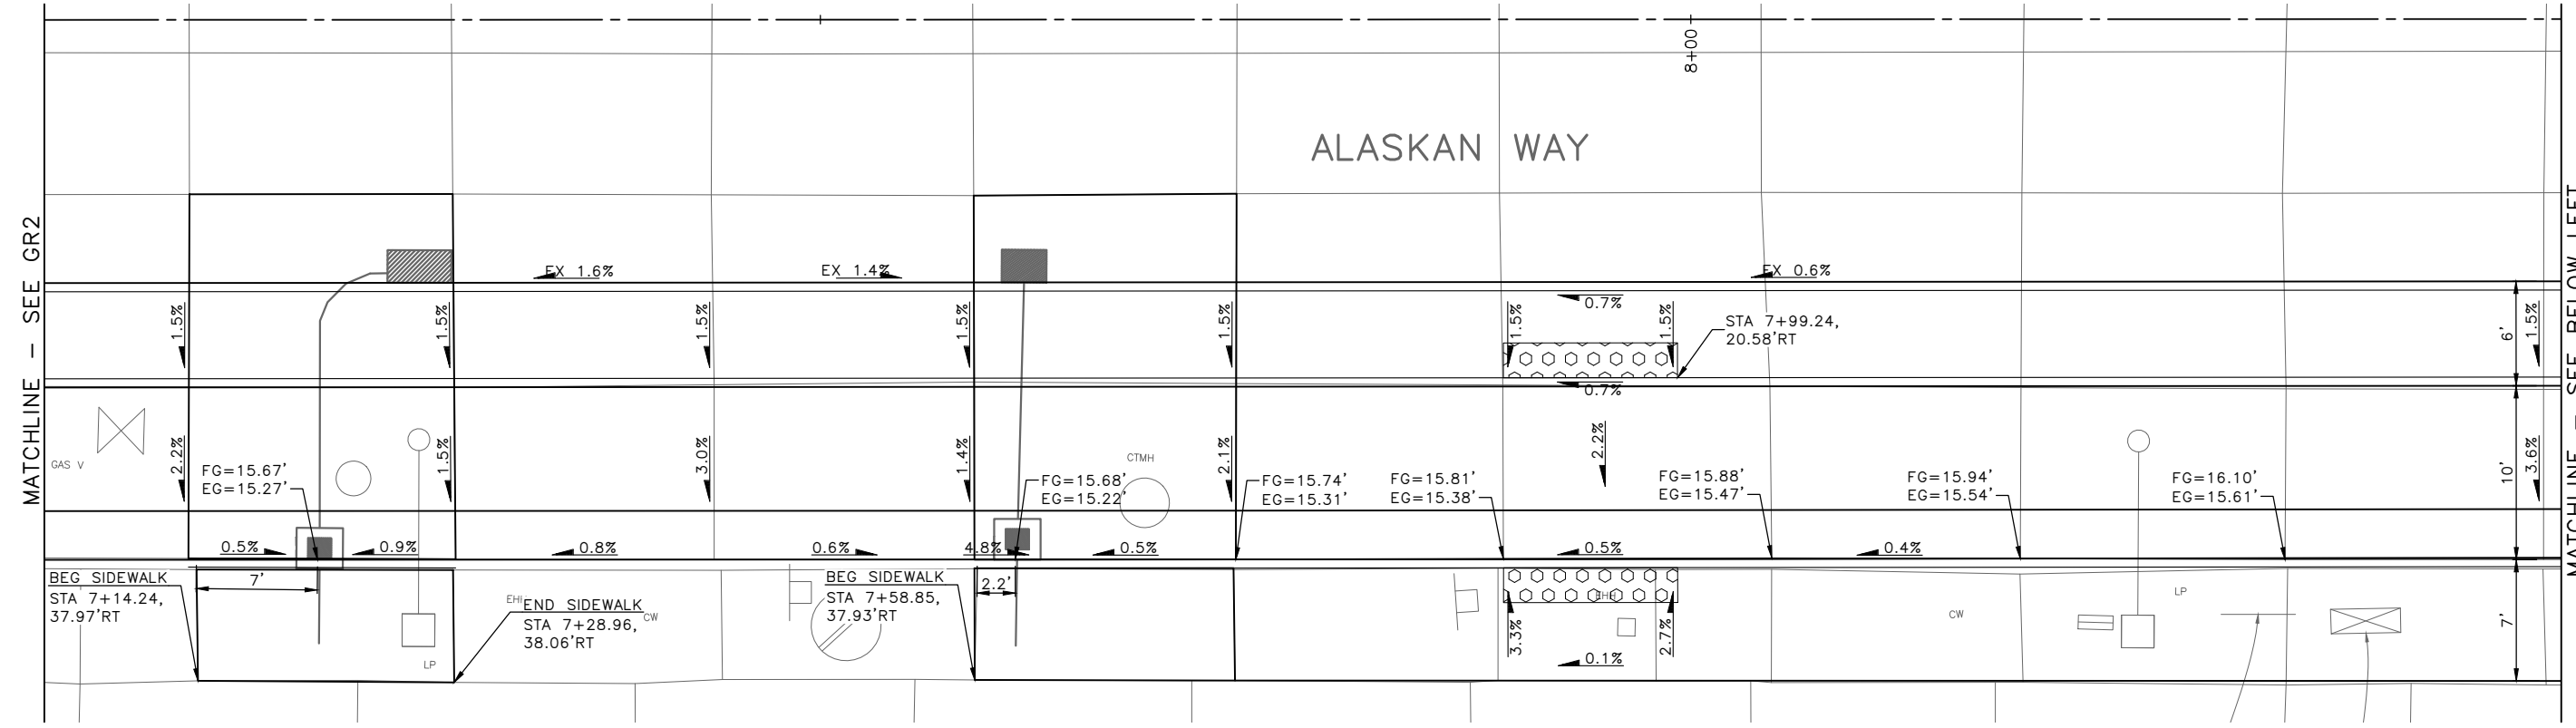 8+00
ALASKAN WAY
MATCHLINE - SEE GR2
MATCHLINE - SEE BELOW LEFT
EX 1.6%
EX 1.4%
EX 0.6%
1.5%
1.5%
1.5%
1.5%
1.5%
0.7%
1.5%
1.5%
STA 7+99.24,
20.58'RT
6'
1.5%
0.7%
GAS V
2.2%
FG=15.67'
EG=15.27'
1.5%
3.0%
1.4%
FG=15.68'
EG=15.22'
CTMH
2.1%
FG=15.74'
EG=15.31'
FG=15.81'
EG=15.38'
2.2%
FG=15.88'
EG=15.47'
FG=15.94'
EG=15.54'
FG=16.10'
EG=15.61'
10'
3.6%
0.5%
0.9%
0.8%
0.6%
4.8%
0.5%
0.5%
0.4%
BEG SIDEWALK
STA 7+14.24,
37.97'RT
7'
EHH
END SIDEWALK
STA 7+28.96,
38.06'RT
CW
LP
BEG SIDEWALK
STA 7+58.85,
37.93'RT
2.2'
EHH
3.3%
2.7%
0.1%
CW
LP
7'